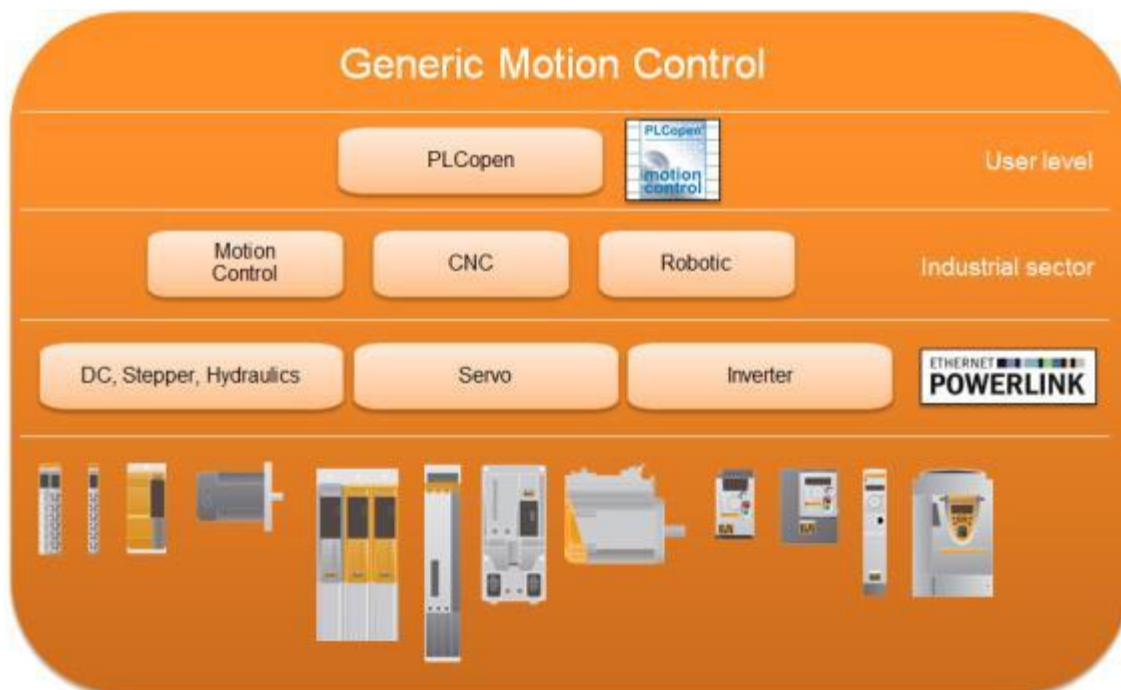 Generic Motion Control
PLCopen
PLCopen®
motion
control
User level
Motion
Control
CNC
Robotic
Industrial sector
DC, Stepper, Hydraulics
Servo
Inverter
ETHERNET
POWERLINK